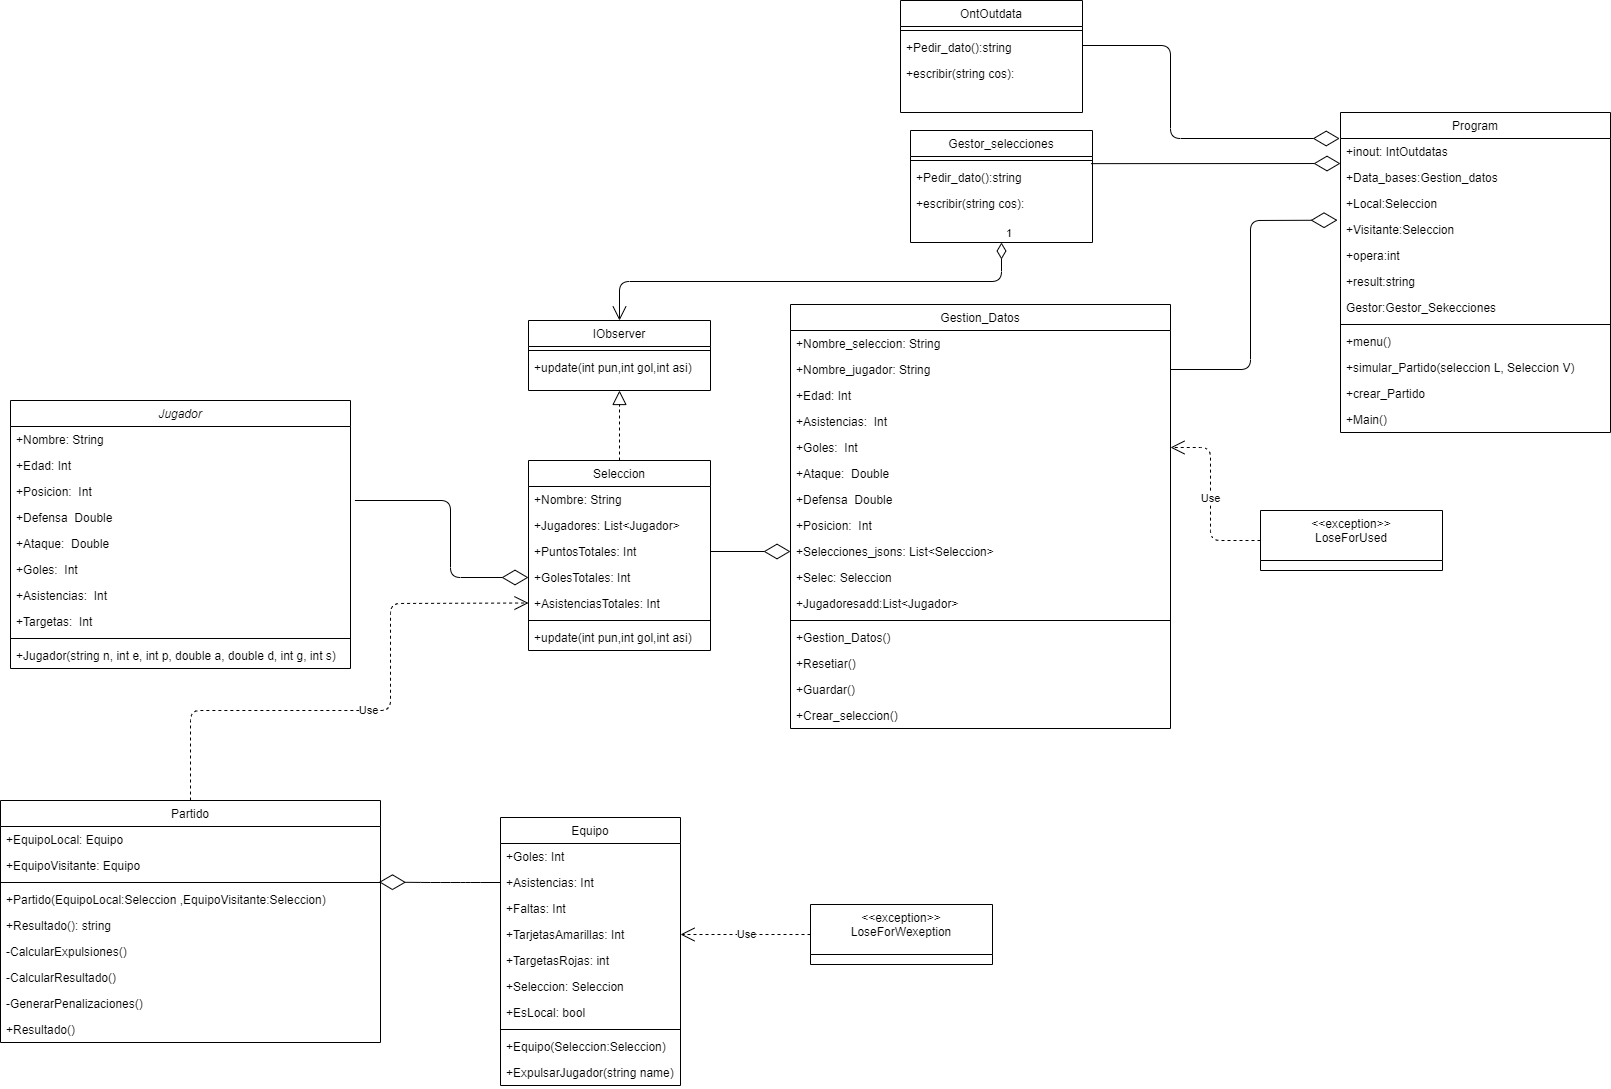 OntOutdata
+Pedir_dato():string
+escribir(string cos):
Gestor_selecciones
+Pedir_dato():string
+escribir(string cos):
1
Program
+inout: IntOutdatas
+Data_bases:Gestion_datos
+Local:Seleccion
+Visitante:Seleccion
+opera:int
+result:string
Gestor:Gestor_Sekecciones
+menu()
+simular_Partido(seleccion L, Seleccion V)
+crear_Partido
+Main()
IObserver
+update(int pun,int gol,int asi)
Gestion_Datos
+Nombre_seleccion: String
+Nombre_jugador: String
+Edad: Int
+Asistencias:  Int
+Goles:  Int
+Ataque:  Double
+Defensa  Double
+Posicion:  Int
+Selecciones_jsons: List<Seleccion>
+Selec: Seleccion
+Jugadoresadd:List<Jugador>
+Gestion_Datos()
+Resetiar()
+Guardar()
+Crear_seleccion()
Use
<<exception>>
LoseForUsed
Jugador
+Nombre: String
+Edad: Int
+Posicion:  Int
+Defensa  Double
+Ataque:  Double
+Goles:  Int
+Asistencias:  Int
+Targetas:  Int
+Jugador(string n, int e, int p, double a, double d, int g, int s)
Seleccion
+Nombre: String
+Jugadores: List<Jugador>
+PuntosTotales: Int
+GolesTotales: Int
+AsistenciasTotales: Int
+update(int pun,int gol,int asi)
Use
Partido
+EquipoLocal: Equipo
+EquipoVisitante: Equipo
+Partido(EquipoLocal:Seleccion ,EquipoVisitante:Seleccion)
+Resultado(): string
-CalcularExpulsiones()
-CalcularResultado()
-GenerarPenalizaciones()
+Resultado()
Equipo
+Goles: Int
+Asistencias: Int
+Faltas: Int
+TarjetasAmarillas: Int
+TargetasRojas: int
+Seleccion: Seleccion
+EsLocal: bool
+Equipo(Seleccion:Seleccion)
+ExpulsarJugador(string name)
Use
<<exception>>
LoseForWexeption